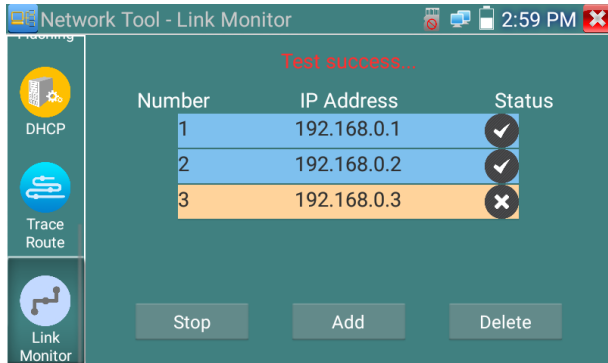 Network Tool - Link Monitor
2:59 PM
Flashing
Test success...
Number IP Address Status
1 192.168.0.1
2 192.168.0.2
3 192.168.0.3
DHCP
Trace
Route
Link
Monitor
Stop Add Delete